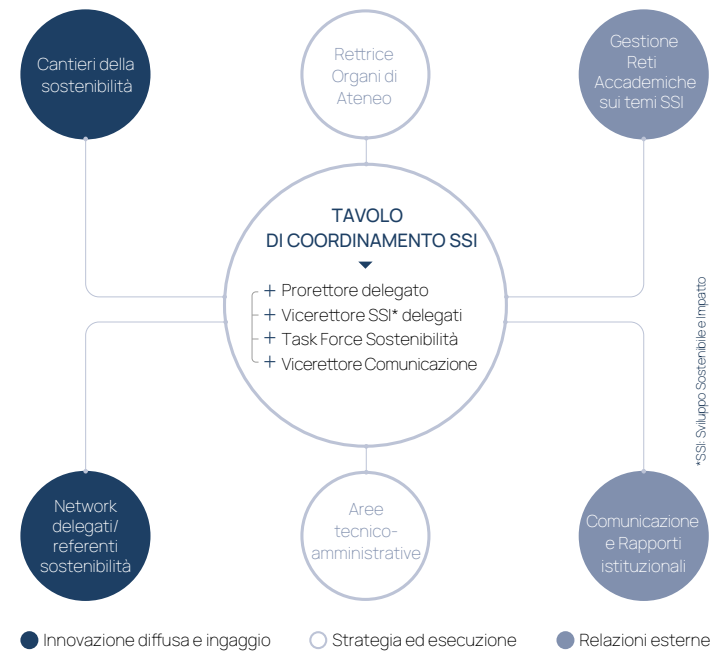 Cantieri della
sostenibilità
Rettrice
Organi di
Ateneo
Gestione
Reti
Accademiche
sui temi SSI
TAVOLO
DI COORDINAMENTO SSI
+ Prorettore delegato
+ Vicerettore SSI* delegati
+ Task Force Sostenibilità
+ Vicerettore Comunicazione
*SSI: Sviluppo Sostenibile e Impatto
Network
delegati/
referenti
sostenibilità
Aree
tecnico-
amministrative
Comunicazione
e Rapporti
istituzionali
Innovazione diffusa e ingaggio
Strategia ed esecuzione
Relazioni esterne